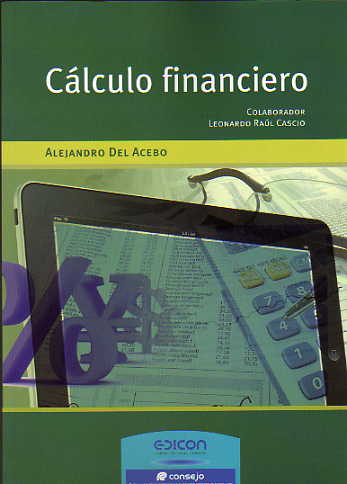 Cálculo financiero
COLABORADOR
LEONARDO RAÚL CASCIO
ALEJANDRO DEL ACEBO
EDICON
consejo